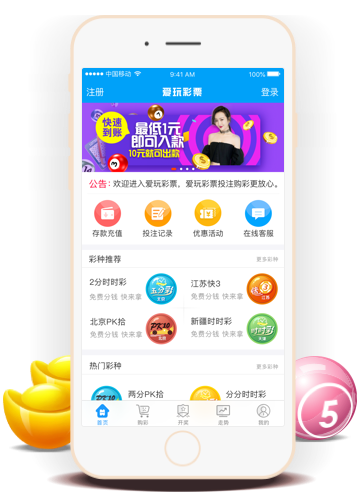 中国移动 9:41 AM 100%
注册 爱玩彩票 登录
快速
到账
最低1元
即可入款
10元就可出款
公告: 欢迎进入爱玩彩票，爱玩彩票投注购彩更放心。
存款充值 投注记录 优惠活动 在线客服
彩种推荐 更多彩种
2分时时彩 江苏快3
免费分钱 快来拿 免费分钱 快来拿
北京PK拾 新疆时时彩
免费分钱 快来拿 免费分钱 快来拿
热门彩种 更多彩种
两分PK拾 分分时时彩
首页 购彩 开奖 走势 我的
5